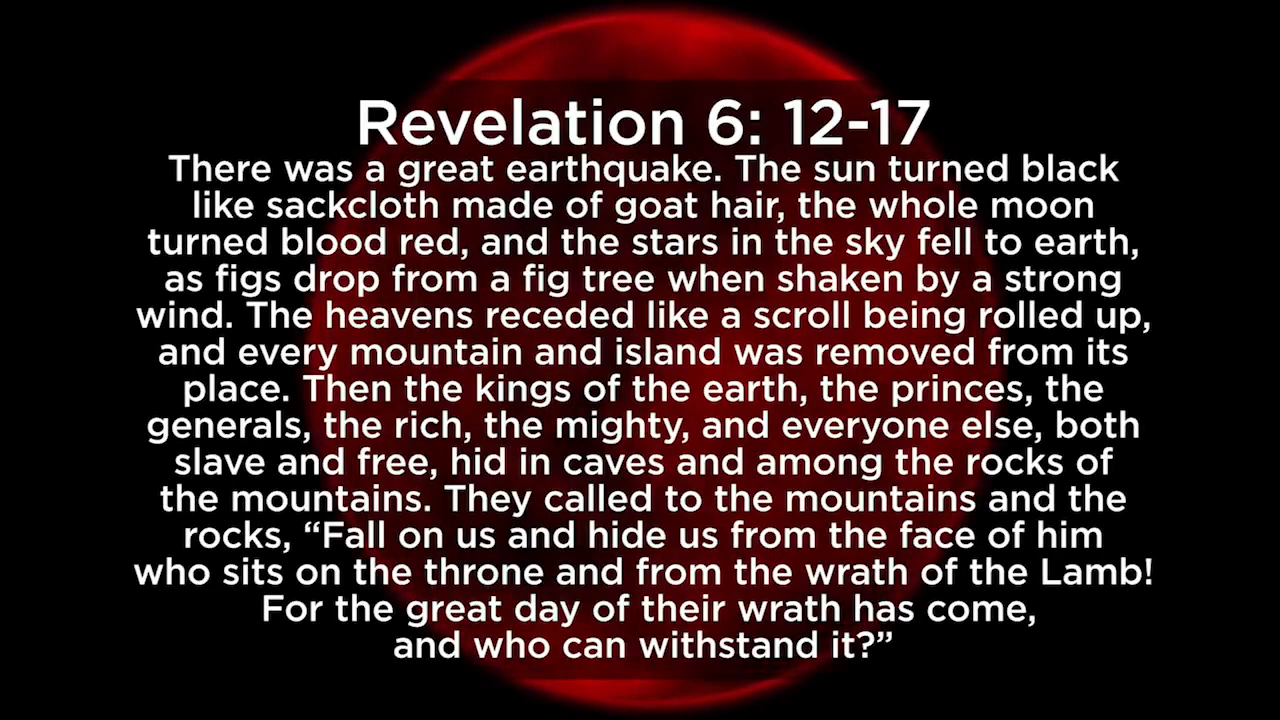 Revelation 6: 12-17
There was a great earthquake. The sun turned black
like sackcloth made of goat hair, the whole moon
turned blood red, and the stars in the sky fell to earth,
as figs drop from a fig tree when shaken by a strong
wind. The heavens receded like a scroll being rolled up,
and every mountain and island was removed from its
place. Then the kings of the earth, the princes, the
generals, the rich, the mighty, and everyone else, both
slave and free, hid in caves and among the rocks of
the mountains. They called to the mountains and the
rocks, “Fall on us and hide us from the face of him
who sits on the throne and from the wrath of the Lamb!
For the great day of their wrath has come,
and who can withstand it?”